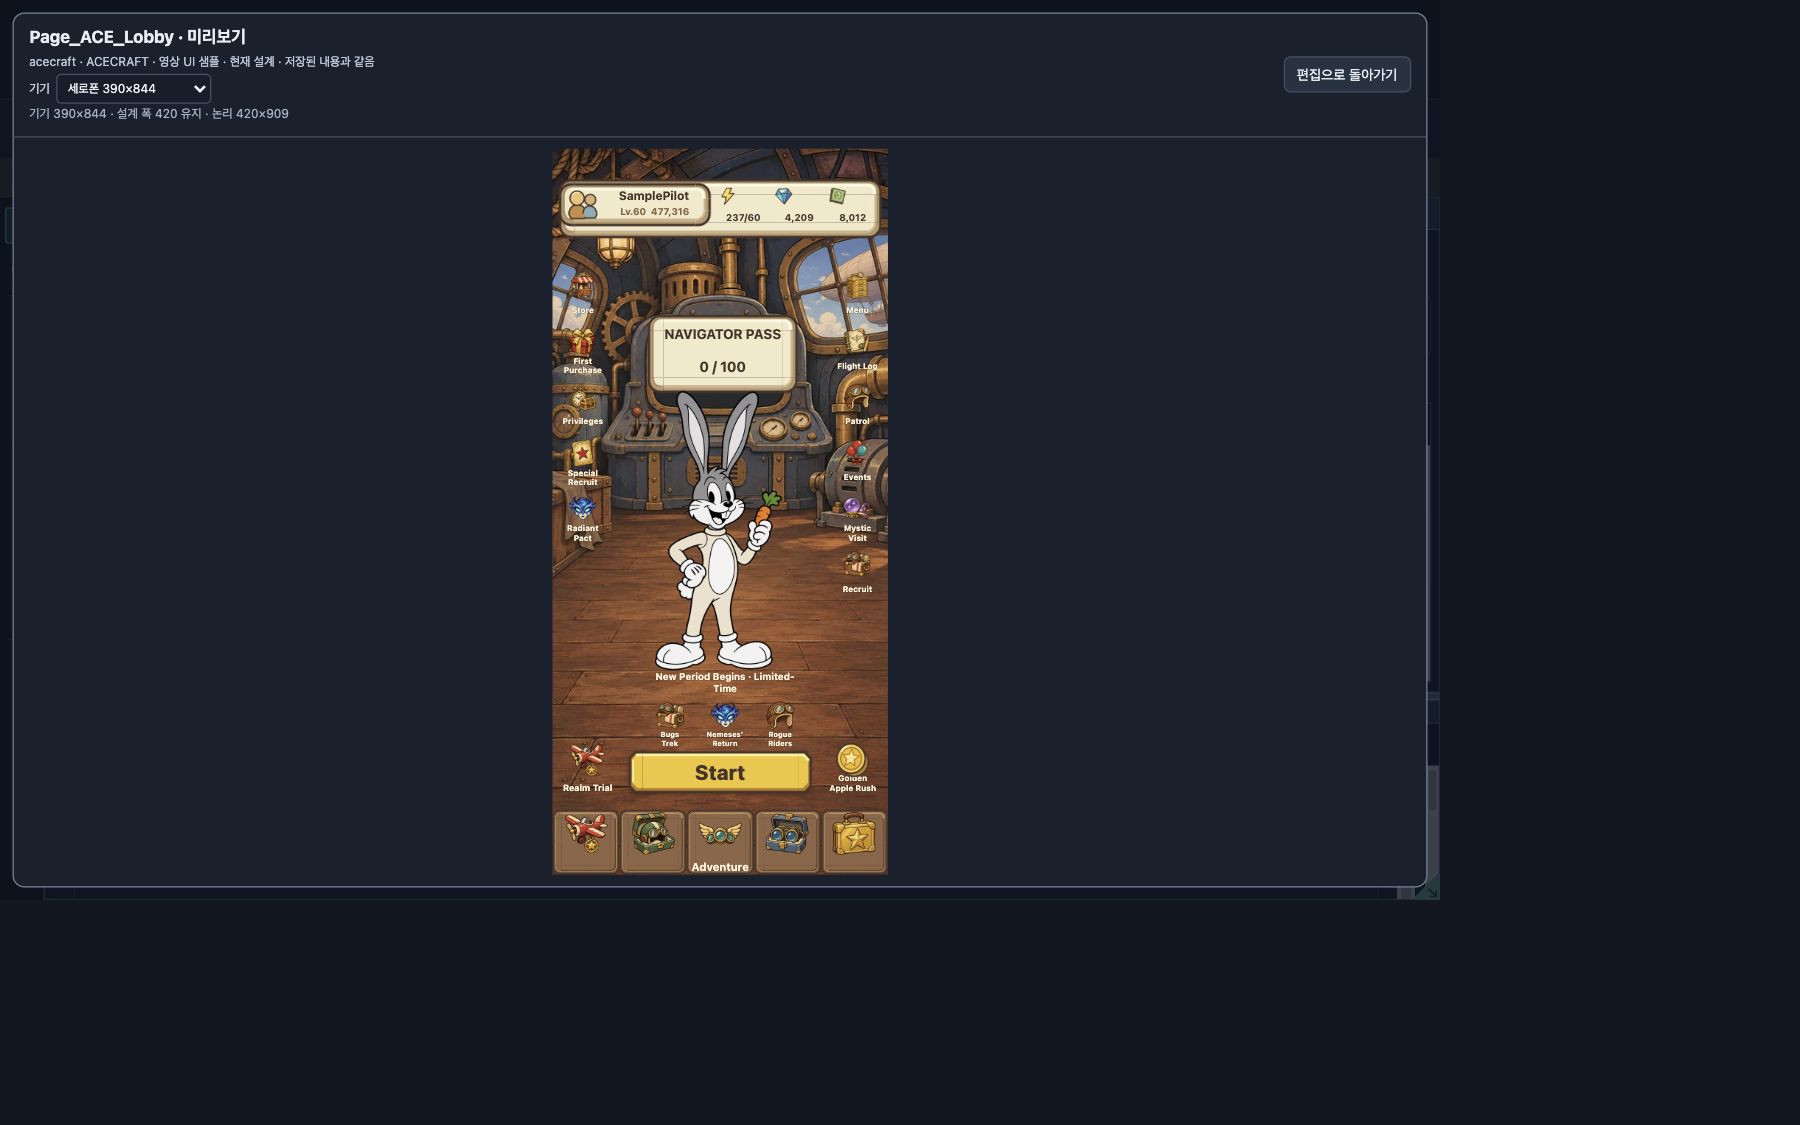 Page_ACE_Lobby · 미리보기
acecraft · ACECRAFT · 영상 UI 샘플 · 현재 설계 · 저장된 내용과 같음
기기 세로폰 390×844
기기 390×844 · 설계 폭 420 유지 · 논리 420×909
편집으로 돌아가기
SamplePilot
Lv.60 477,316
237/60 4,209 8,012
Store
Menu
NAVIGATOR PASS
0 / 100
First
Purchase
Flight Log
Privileges
Patrol
Special
Recruit
Events
Radiant
Pact
Mystic
Visit
Recruit
New Period Begins · Limited-
Time
Bugs
Trek
Nemeses'
Return
Rogue
Riders
Realm Trial
Start
Golden
Apple Rush
Adventure